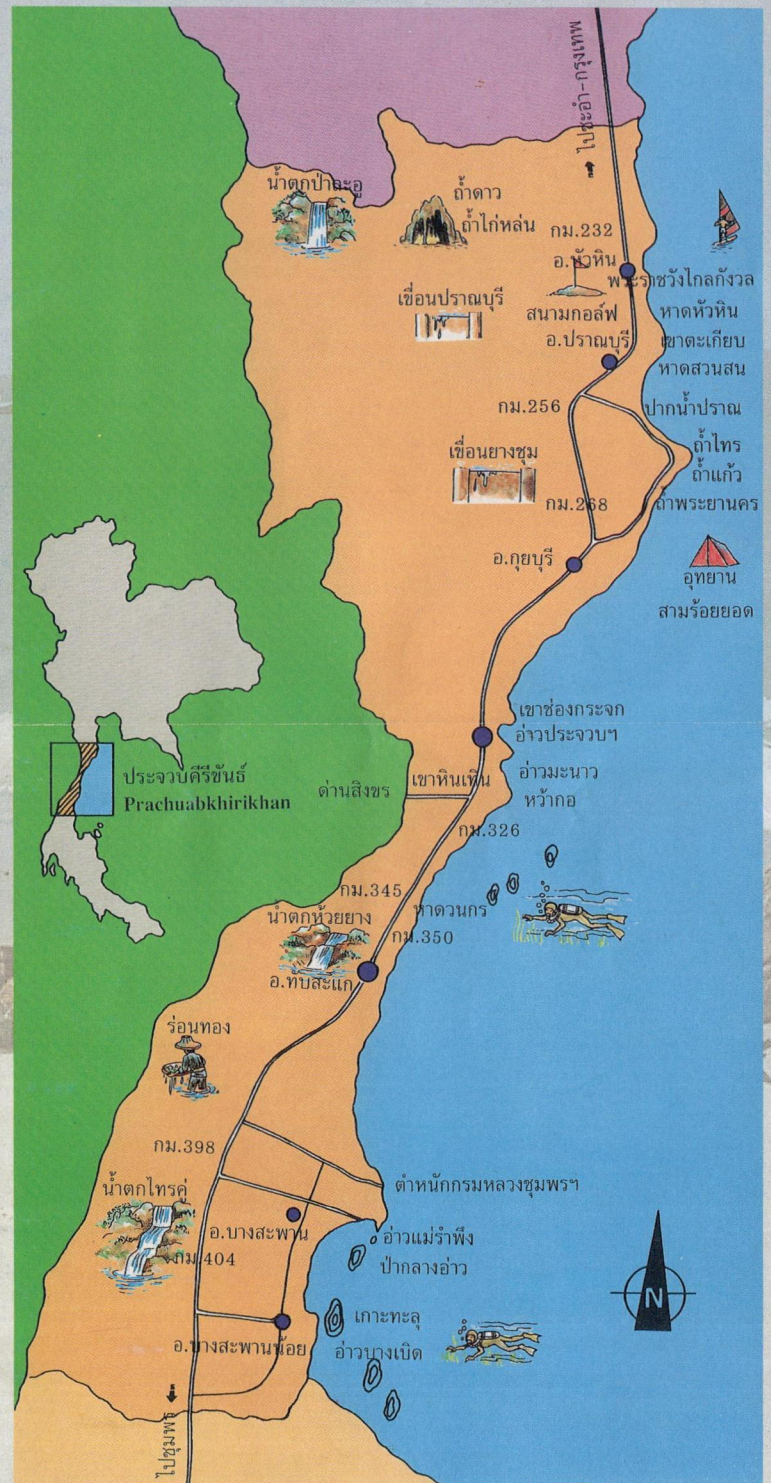 ไปชะอำ-กรุงเทพ
น้ำตกป่าละอู
ถ้ำดาว
ถ้ำไก่หล่น
กม.232
อ.หัวหิน
พระราชวังไกลกังวล
เขื่อนปราณบุรี
สนามกอล์ฟ
หาดหัวหิน
อ.ปราณบุรี
เขาตะเกียบ
หาดสวนสน
กม.256
ปากน้ำปราณ
เขื่อนยางชุม
ถ้ำไทร
ถ้ำแก้ว
กม.268
ถ้ำพระยานคร
อ.กุยบุรี
อุทยาน
สามร้อยยอด
เขาช่องกระจก
อ่าวประจวบฯ
ประจวบคีรีขันธ์
Prachuabkhirikhan
ด่านสิงขร
เขาหินเทิน
อ่าวมะนาว
หว้ากอ
กม.326
กม.345
หาดวนกร
น้ำตกห้วยยาง
กม.350
อ.ทับสะแก
ร่อนทอง
กม.398
น้ำตกไทรคู่
ตำหนักกรมหลวงชุมพรฯ
อ.บางสะพาน
อ่าวแม่รำพึง
กม.404
ป่ากลางอ่าว
เกาะทะลุ
อ.บางสะพานน้อย
อ่าวบางเบิด
N
ไปชุมพร